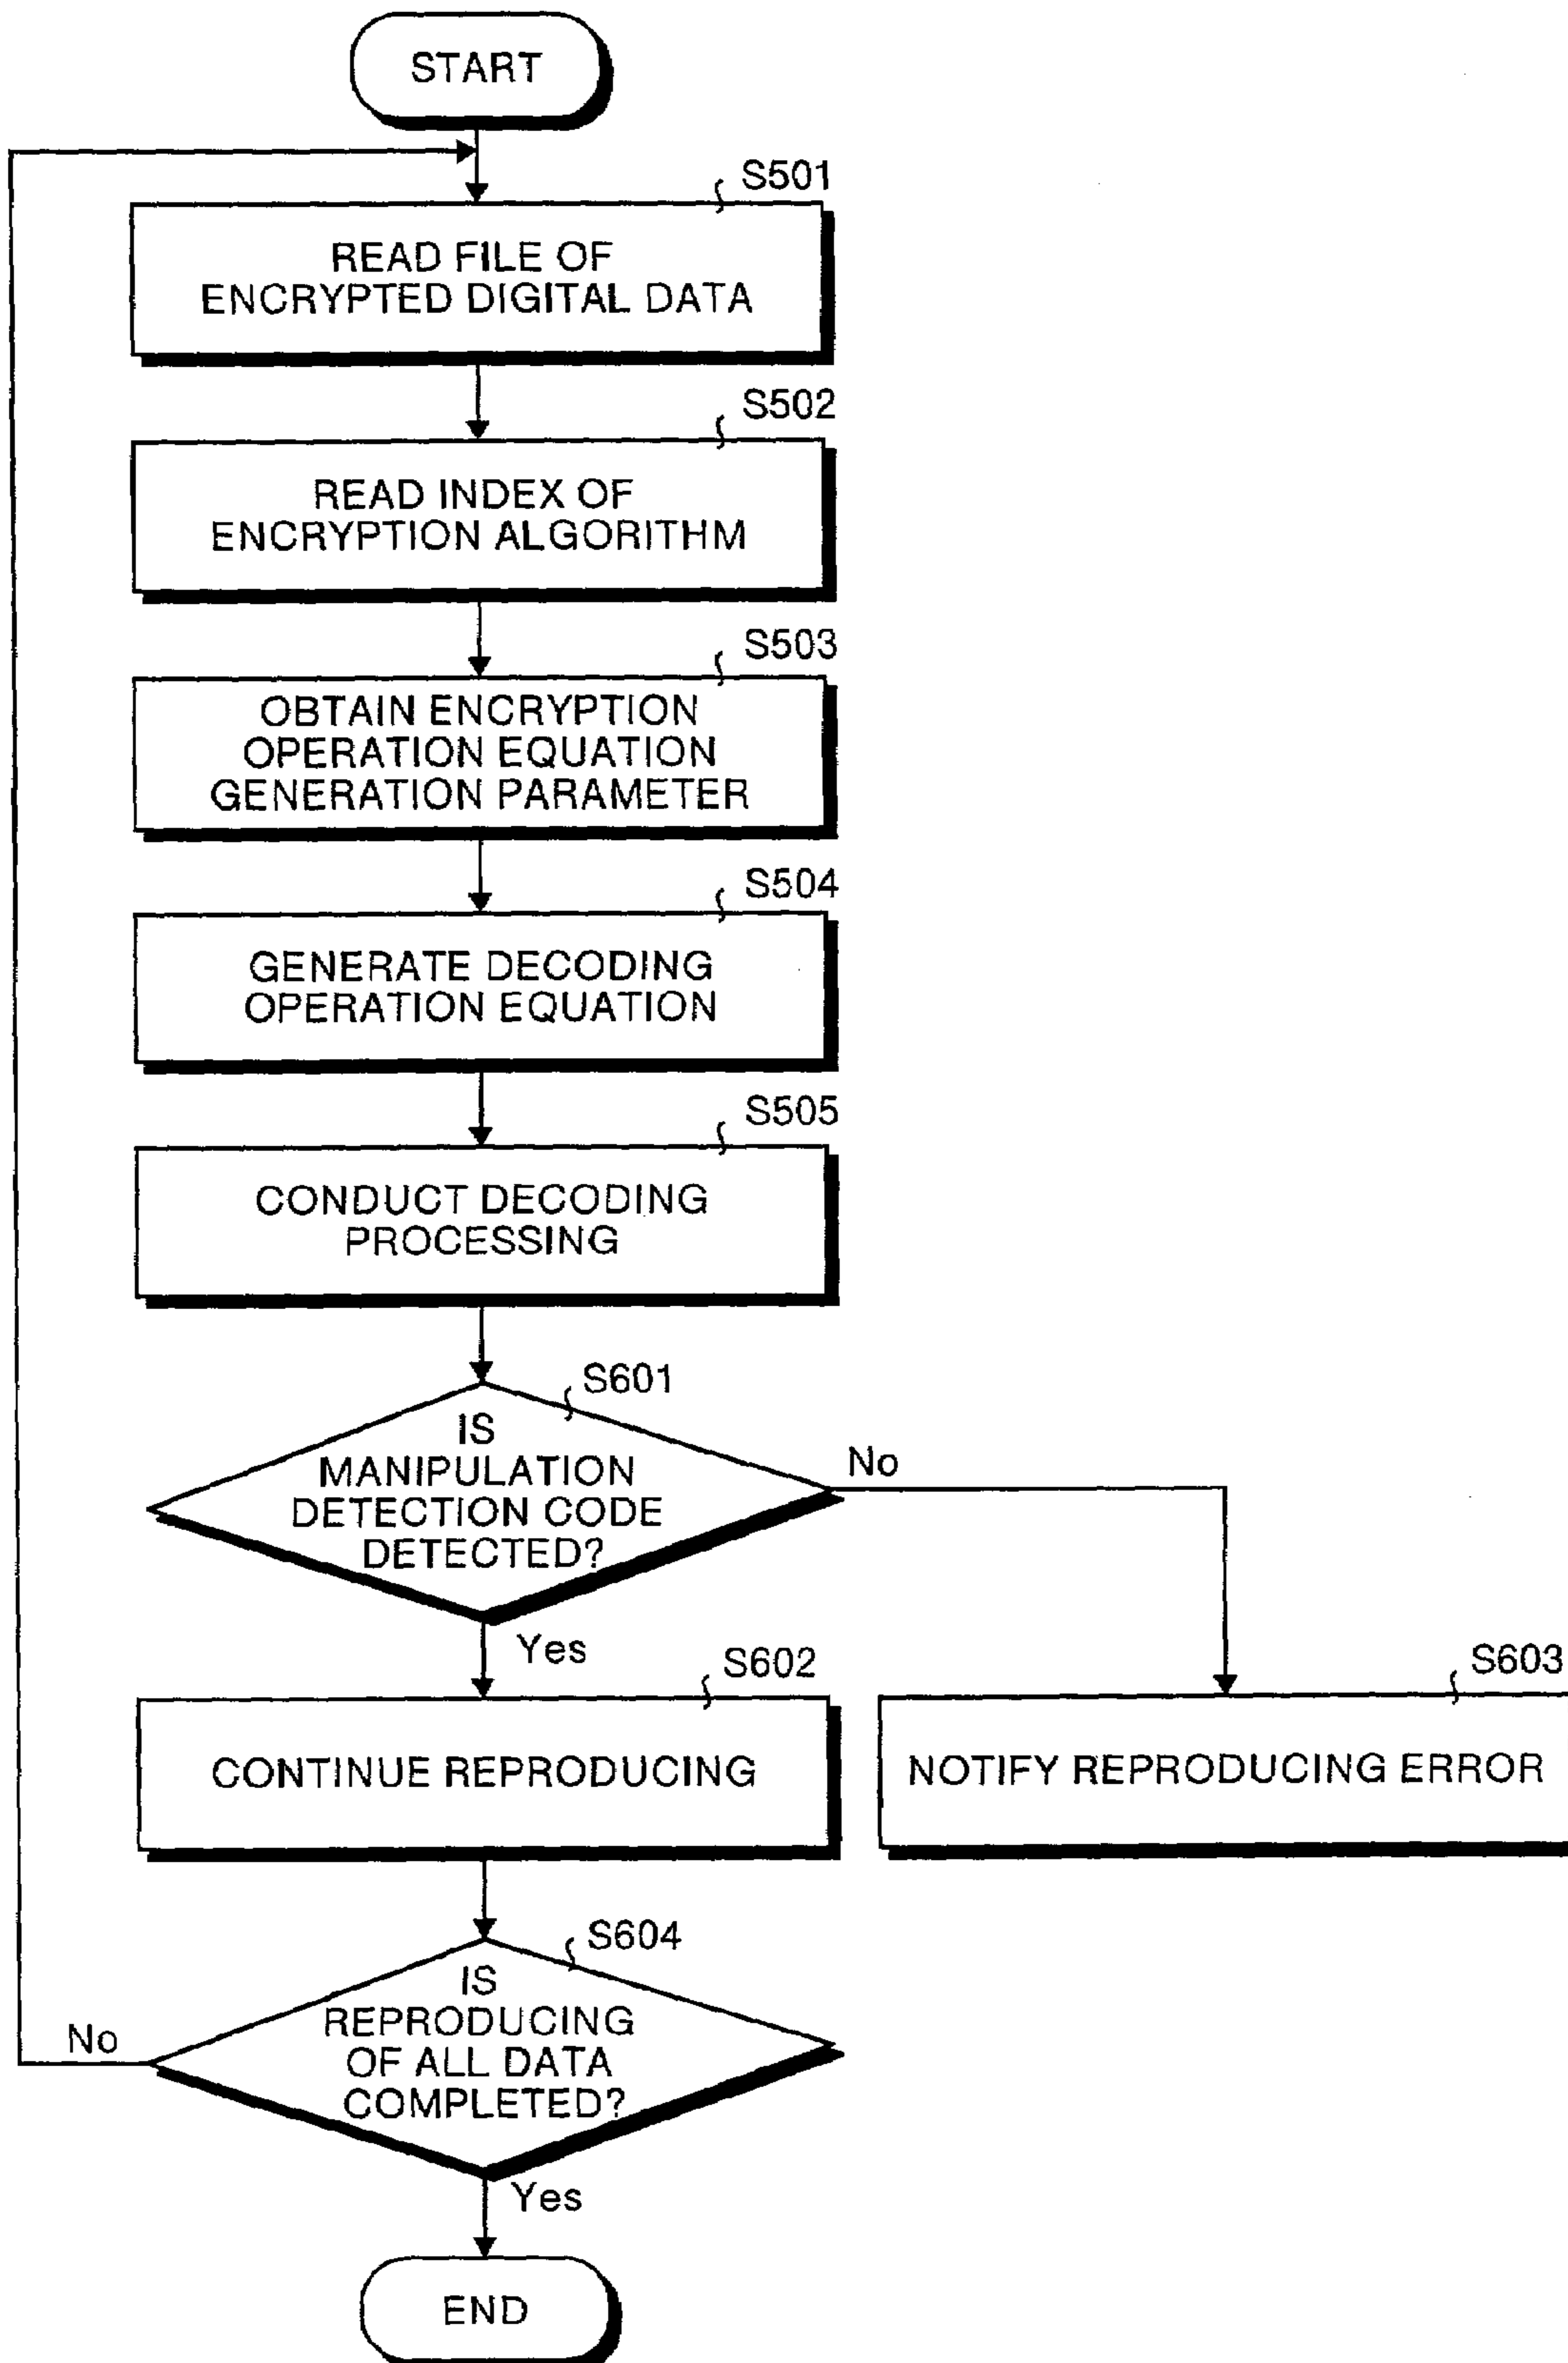 START
S501
READ FILE OF
ENCRYPTED DIGITAL DATA
S502
READ INDEX OF
ENCRYPTION ALGORITHM
S503
OBTAIN ENCRYPTION
OPERATION EQUATION
GENERATION PARAMETER
S504
GENERATE DECODING
OPERATION EQUATION
S505
CONDUCT DECODING
PROCESSING
S601
IS
MANIPULATION
DETECTION CODE
DETECTED?
No
Yes
S602
CONTINUE REPRODUCING
S603
NOTIFY REPRODUCING ERROR
S604
IS
REPRODUCING
OF ALL DATA
COMPLETED?
No
Yes
END